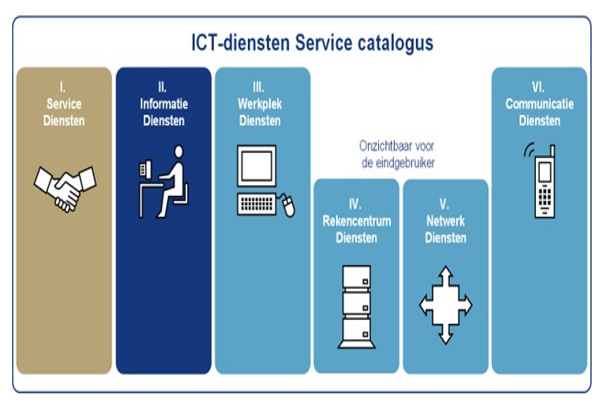 ICT-diensten Service catalogus
I.
Service
Diensten
II.
Informatie
Diensten
III.
Werkplek
Diensten
Onzichtbaar voor
de eindgebruiker
IV.
Rekencentrum
Diensten
V.
Netwerk
Diensten
VI.
Communicatie
Diensten